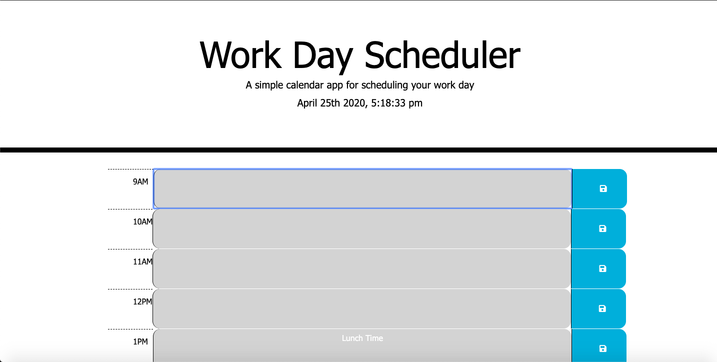 Work Day Scheduler
A simple calendar app for scheduling your work day
April 25th 2020, 5:18:33 pm
9AM
10AM
11AM
12PM
1PM
Lunch Time